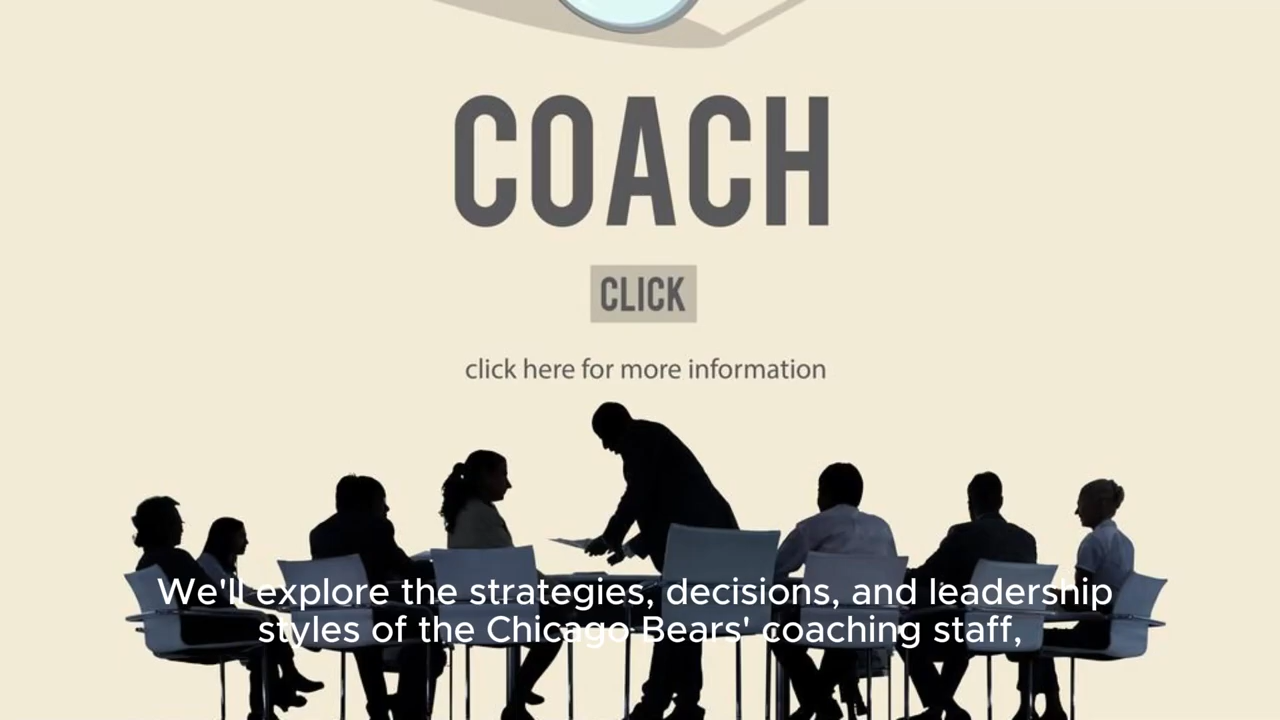 COACH
CLICK
click here for more information
We'll explore the strategies, decisions, and leadership
styles of the Chicago Bears' coaching staff,